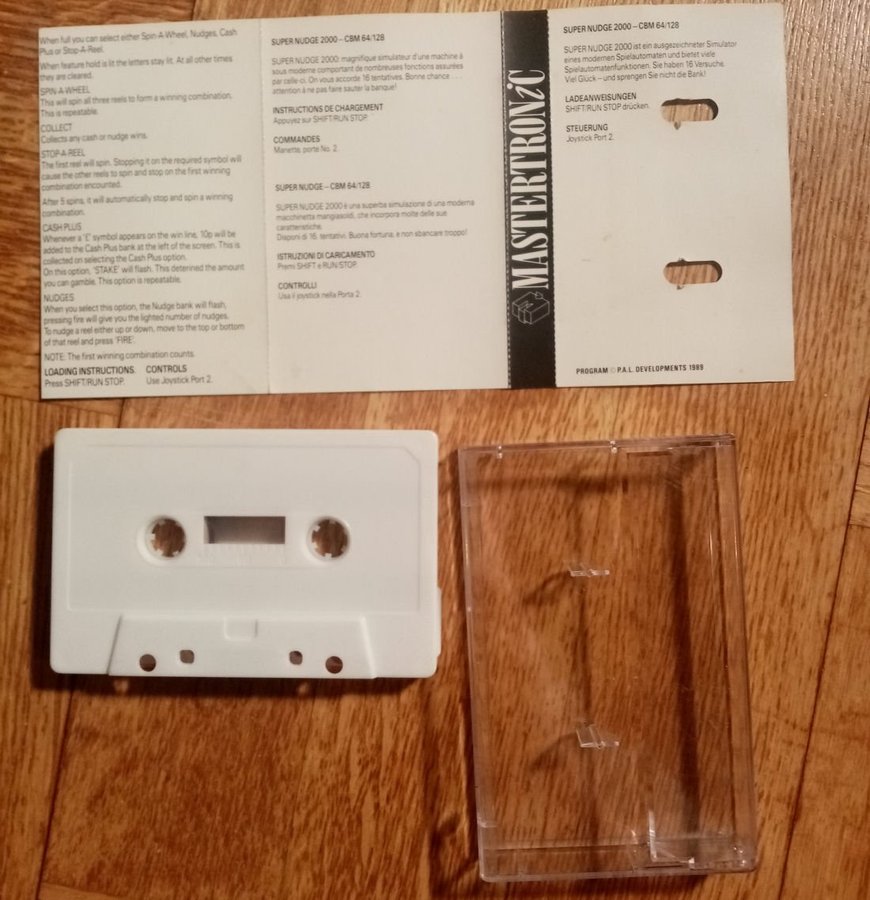 When full you can select either Spin-A-Wheel, Nudges, Cash
Plus or Stop-A-Reel.
When feature hold is lit the letters stay lit. At all other times
they are cleared.
SPIN-A-WHEEL
This will spin all three reels to form a winning combination.
This is repeatable.
COLLECT
Collects any cash or nudge wins.
STOP-A-REEL
The first reel will spin. Stopping it on the required symbol will
cause the other reels to spin and stop on the first winning
combination encounted.
After 5 spins, it will automatically stop and spin a winning
combination.
CASH PLUS
Whenever a '£' symbol appears on the win line, 10p will be
added to the Cash Plus bank at the left of the screen. This is
collected on selecting the Cash Plus option.
On this option, 'STAKE' will flash. This deterined the amount
you can gamble. This option is repeatable.
NUDGES
When you select this option, the Nudge bank will flash,
pressing fire will give you the lighted number of nudges.
To nudge a reel either up or down, move to the top or bottom
of that reel and press 'FIRE'.
NOTE: The first winning combination counts.
LOADING INSTRUCTIONS.
Press SHIFT/RUN STOP.
CONTROLS
Use Joystick Port 2.
SUPER NUDGE 2000 – CBM 64/128
SUPER NUDGE 2000: magnifique simulateur d'une machine à
sous moderne comportant de nombreuses fonctions assurées
par celle-ci. On vous accorde 16 tentatives. Bonne chance . . .
attention à ne pas faire sauter la banque!
INSTRUCTIONS DE CHARGEMENT
Appuyez sur SHIFT/RUN STOP.
COMMANDES
Manette, porte No. 2.
SUPER NUDGE – CBM 64/128
SUPER NUDGE 2000 è una superba simulazione di una moderna
macchinetta mangiasoldi, che incorpora molte delle sue
caratteristiche.
Disponi di 16. tentativi. Buona fortuna, e non sbancare troppo!
ISTRUZIONI DI CARICAMENTO
Premi SHIFT e RUN/STOP.
CONTROLLI
Usa il joystick nella Porta 2.
MASTERTRONiC
SUPER NUDGE 2000 – CBM 64/128
SUPER NUDGE 2000 ist ein ausgezeichneter Simulator
eines modernen Spielautomaten und bietet viele
Spielautomatenfunktionen. Sie haben 16 Versuche.
Viel Glück – und sprengen Sie nicht die Bank!
LADEANWEISUNGEN
SHIFT/RUN STOP drücken.
STEUERUNG
Joystick Port 2.
PROGRAM © P.A.L. DEVELOPMENTS 1989